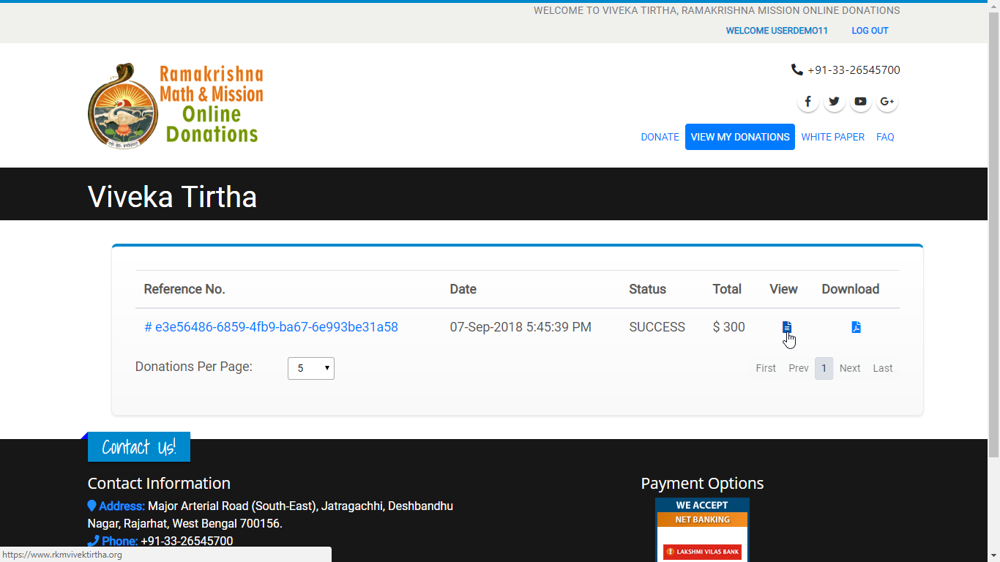 WELCOME TO VIVEKA TIRTHA, RAMAKRISHNA MISSION ONLINE DONATIONS
WELCOME USERDEMO11 LOG OUT
Ramakrishna
Math & Mission
Online
Donations
+91-33-26545700
G+
DONATE VIEW MY DONATIONS WHITE PAPER FAQ
Viveka Tirtha
Reference No. Date Status Total View Download
# e3e56486-6859-4fb9-ba67-6e993be31a58 07-Sep-2018 5:45:39 PM SUCCESS $ 300
Donations Per Page: 5 First Prev 1 Next Last
Contact Us!
Contact Information
Address: Major Arterial Road (South-East), Jatragachhi, Deshbandhu
Nagar, Rajarhat, West Bengal 700156.
Phone: +91-33-26545700
Payment Options
WE ACCEPT
NET BANKING
LAKSHMI VILAS BANK
https://www.rkmvivektirtha.org